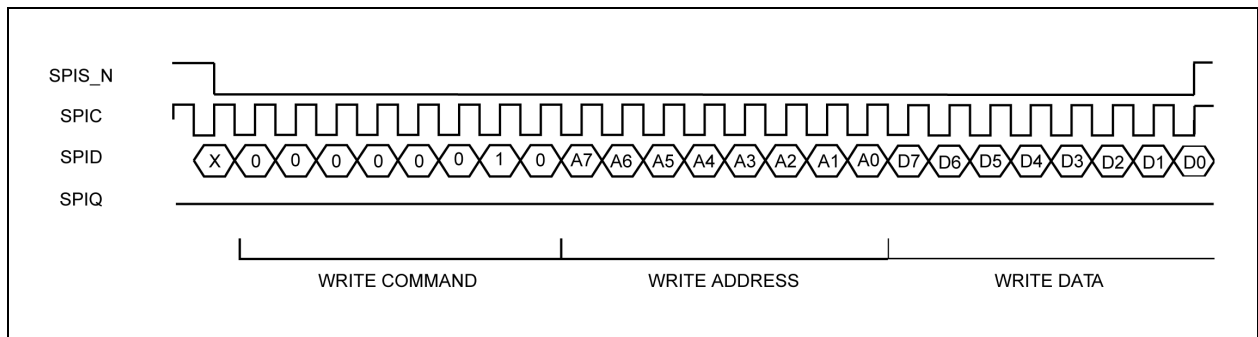 SPIS_N
SPIC
SPID X 0 0 0 0 0 0 1 0 A7 A6 A5 A4 A3 A2 A1 A0 D7 D6 D5 D4 D3 D2 D1 D0
SPIQ
WRITE COMMAND WRITE ADDRESS WRITE DATA